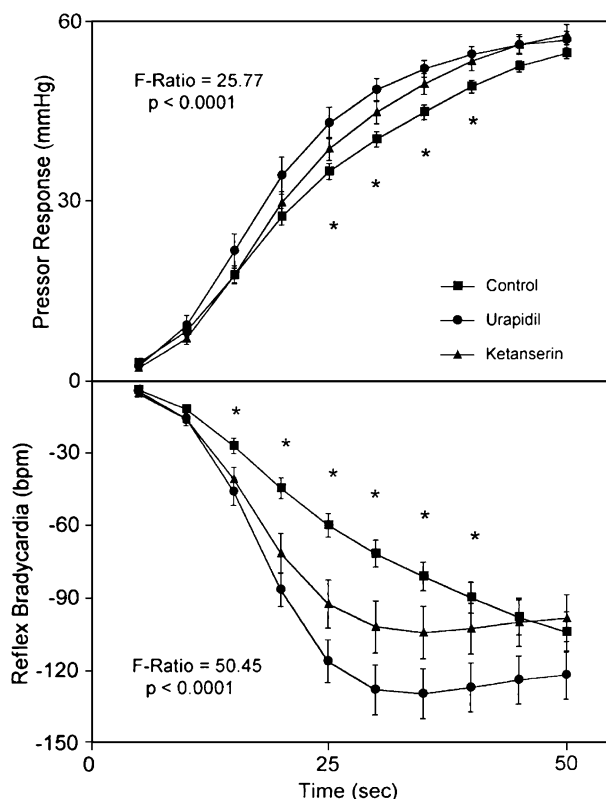 60
F-Ratio = 25.77
p < 0.0001
*
*
30
*
*
Pressor Response (mmHg)
Control
Urapidil
Ketanserin
0
*
*
-30
*
*
*
*
-60
Reflex Bradycardia (bpm)
-90
-120
F-Ratio = 50.45
p < 0.0001
-150
0 25 50
Time (sec)